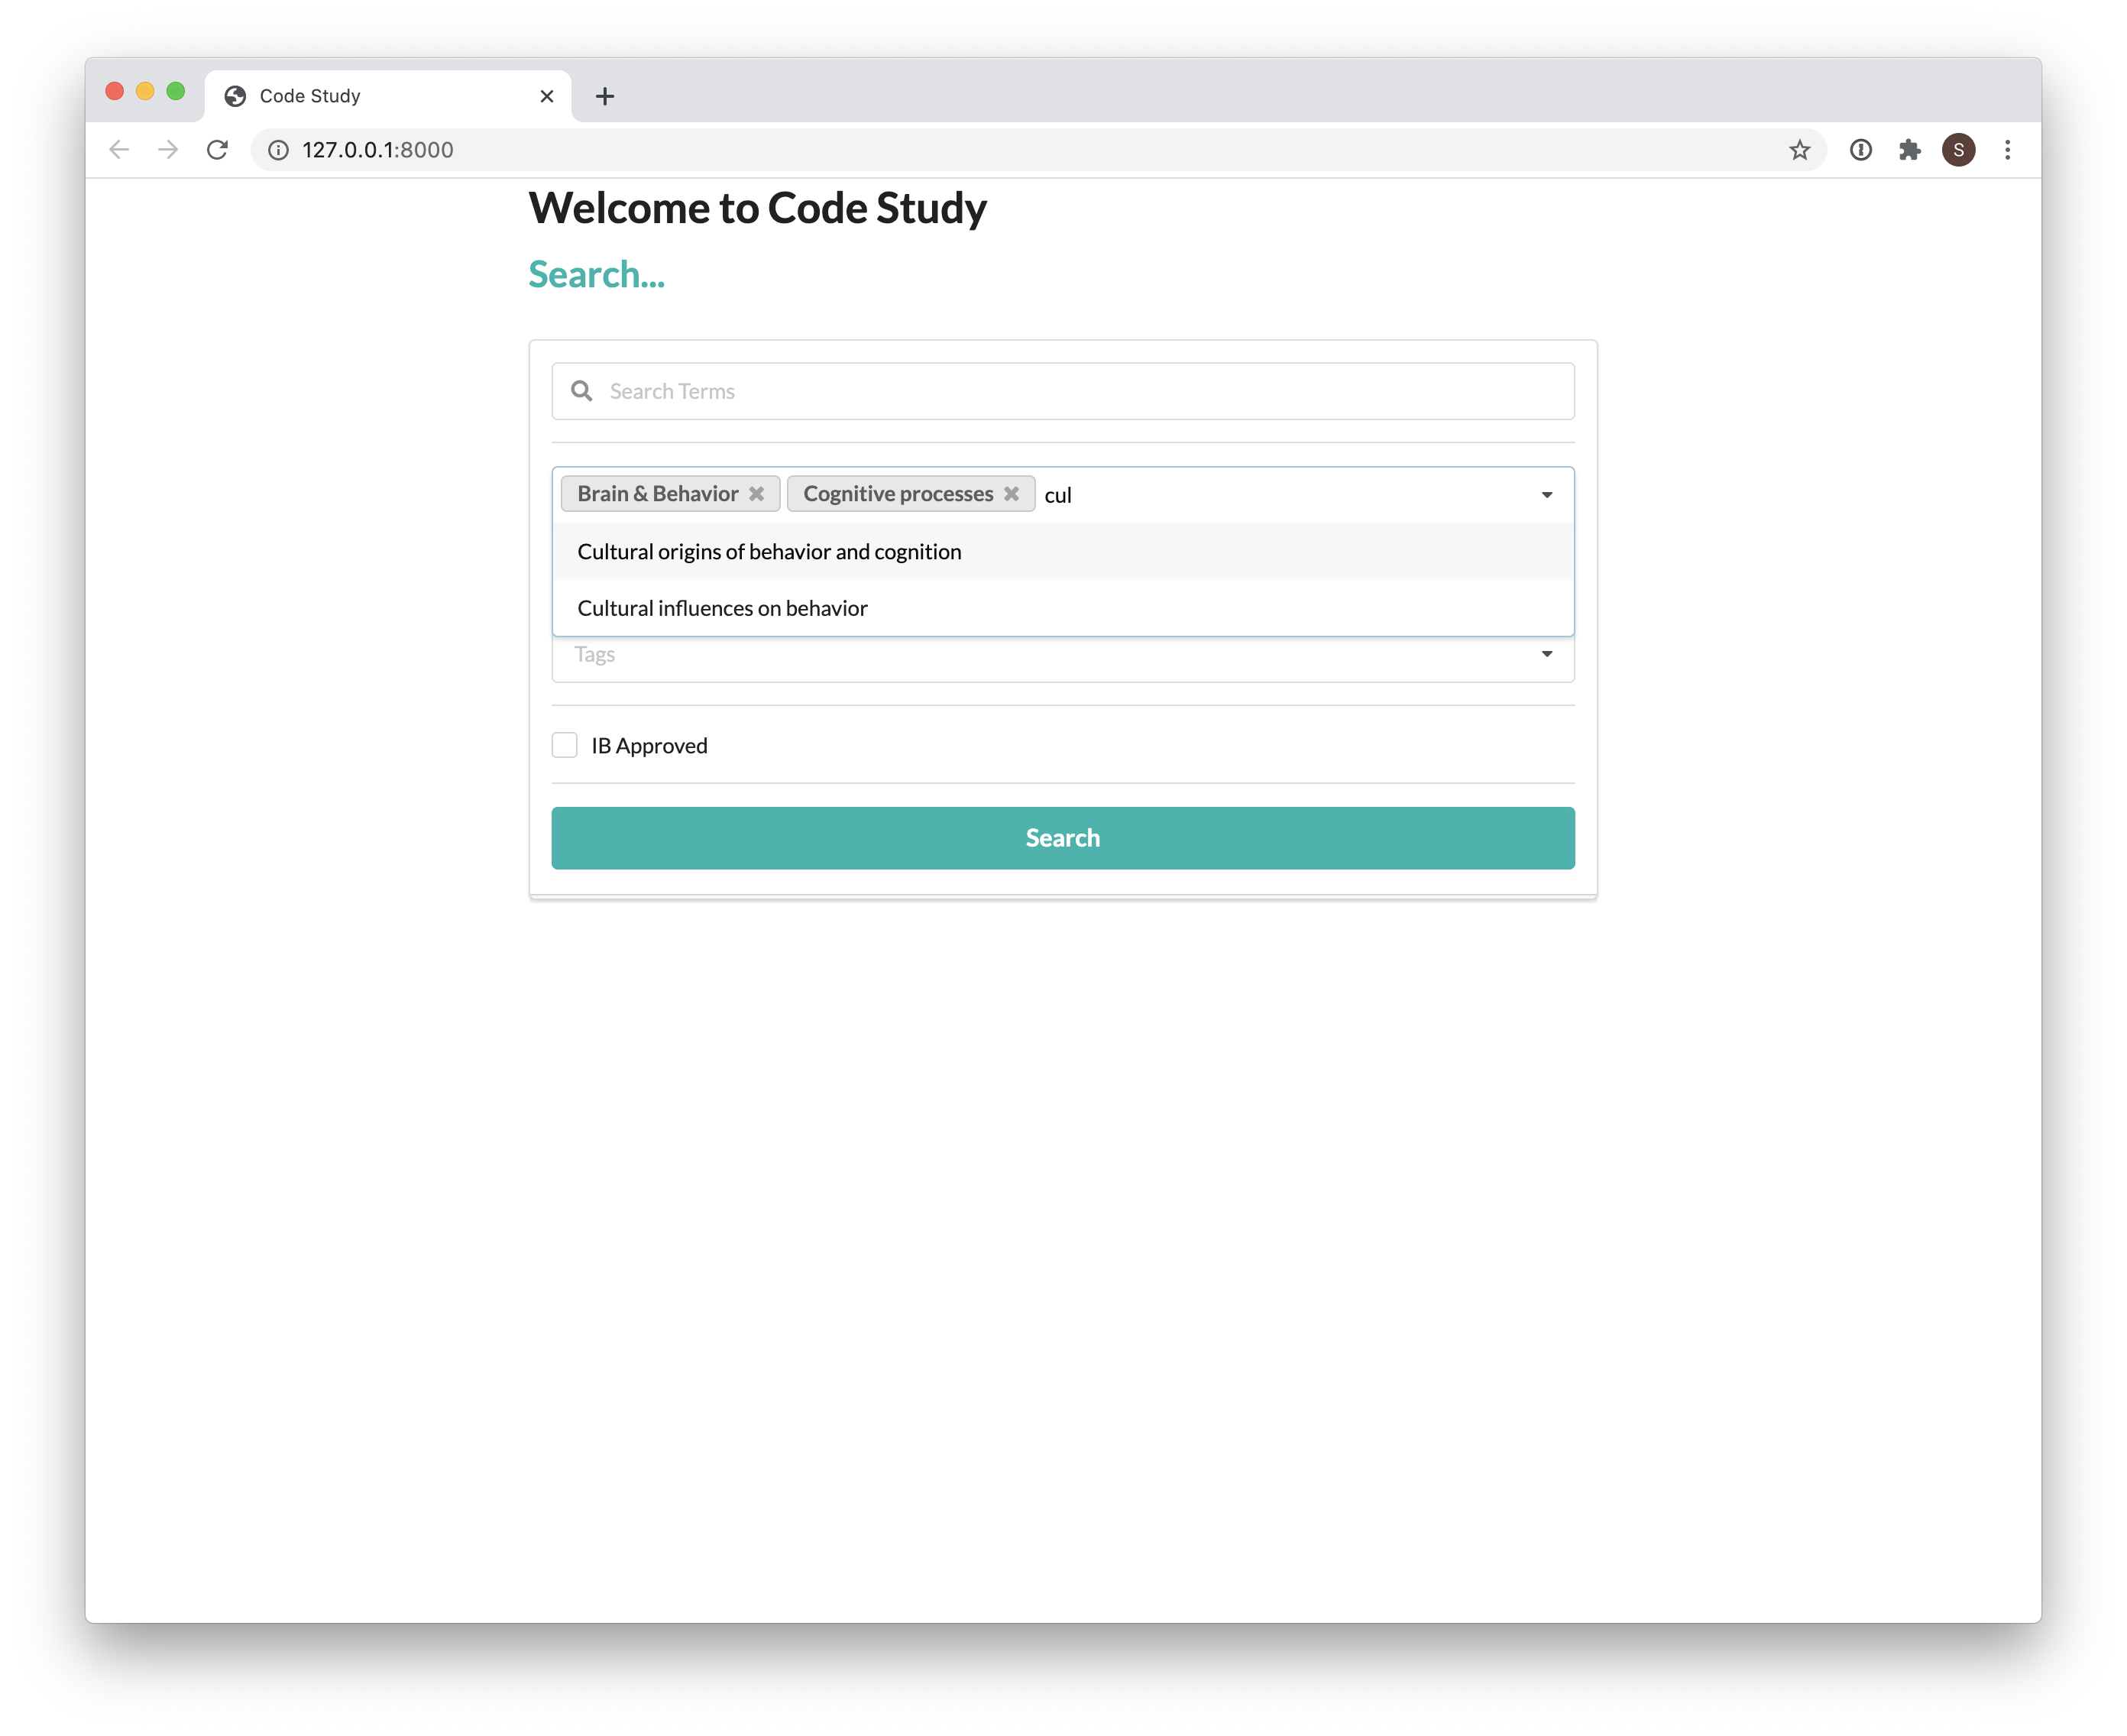 Code Study
127.0.0.1:8000
S
Welcome to Code Study
Search...
Search Terms
Brain & Behavior Cognitive processes cul
Cultural origins of behavior and cognition
Cultural influences on behavior
Tags
IB Approved
Search